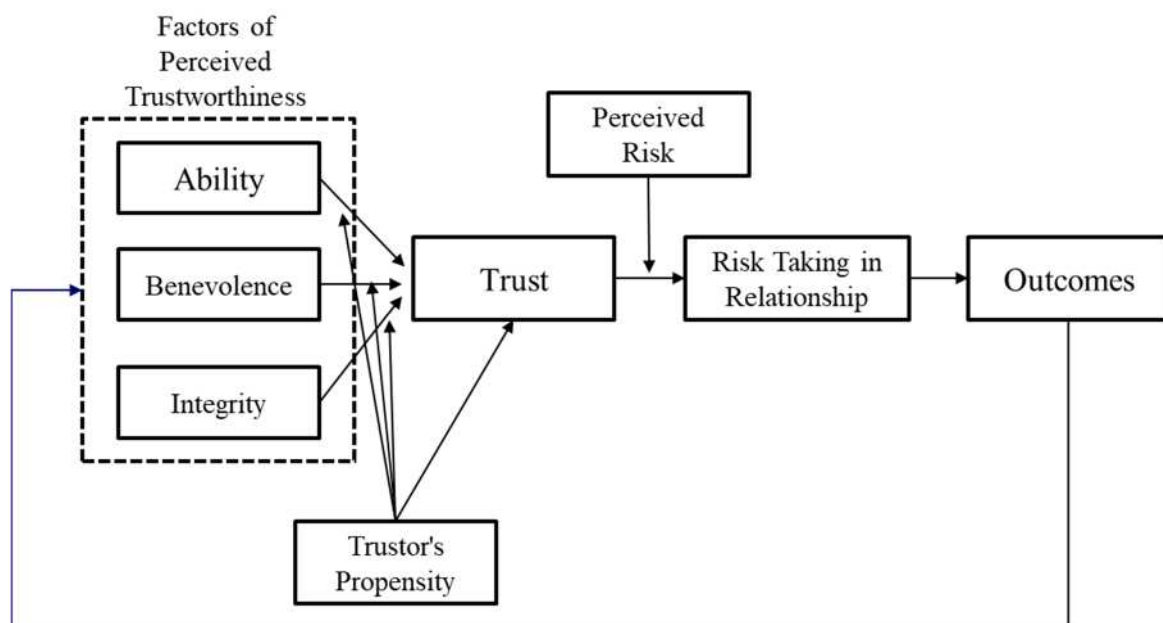 Factors of
Perceived
Trustworthiness
Ability
Benevolence
Integrity
Trustor's
Propensity
Trust
Perceived
Risk
Risk Taking in
Relationship
Outcomes